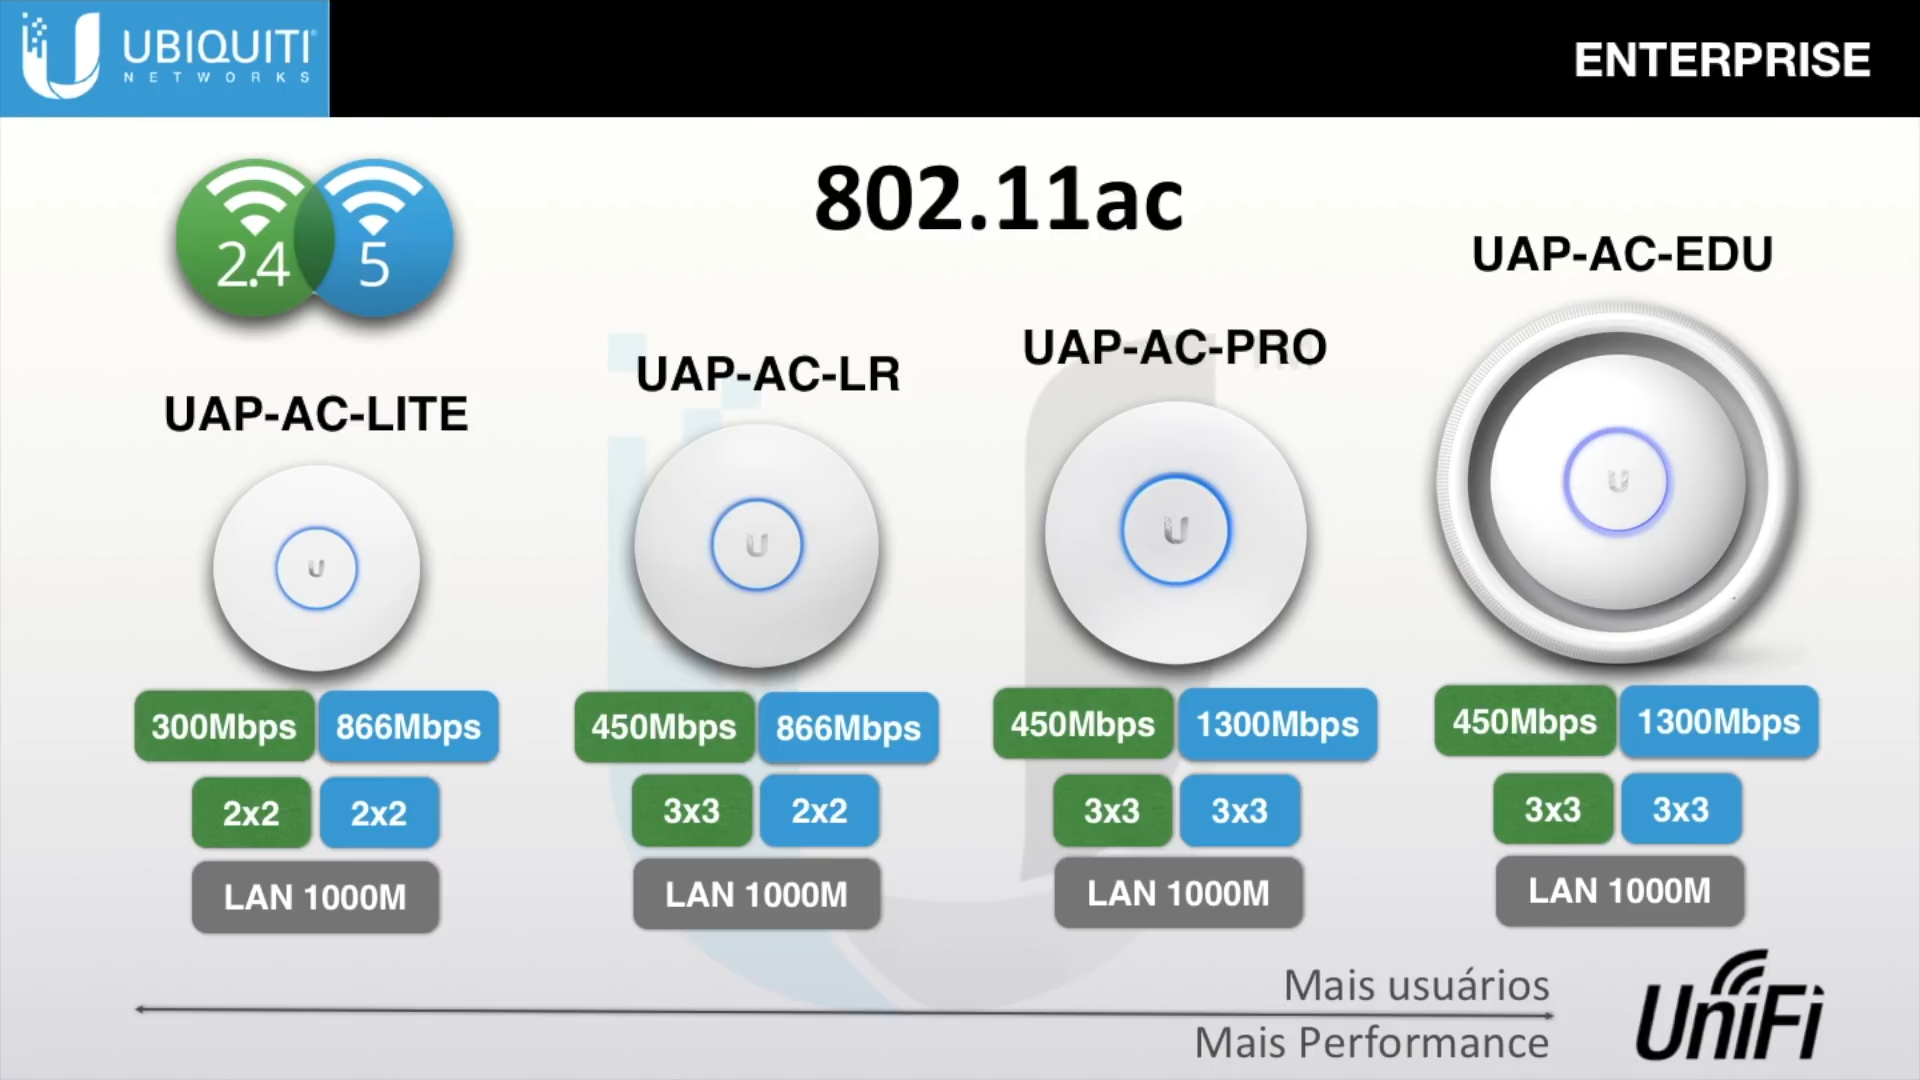 UBIQUITI
NETWORKS
ENTERPRISE
2.4 5
802.11ac
UAP-AC-LITE
UAP-AC-LR
UAP-AC-PRO
UAP-AC-EDU
300Mbps 866Mbps
2x2 2x2
LAN 1000M
450Mbps 866Mbps
3x3 2x2
LAN 1000M
450Mbps 1300Mbps
3x3 3x3
LAN 1000M
450Mbps 1300Mbps
3x3 3x3
LAN 1000M
Mais usuários
Mais Performance
UniFi